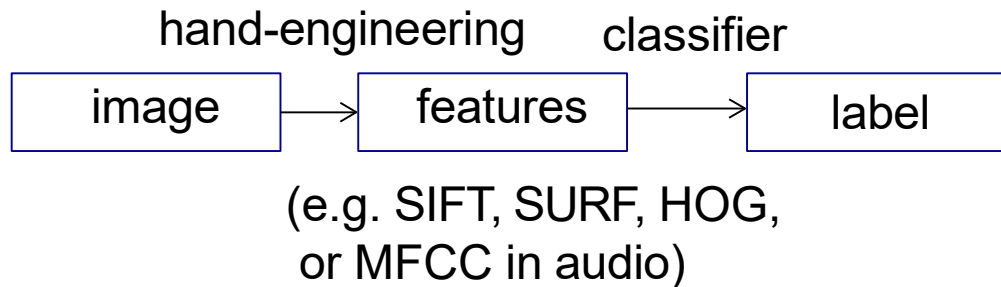 hand-engineering classifier
image features label
(e.g. SIFT, SURF, HOG,
or MFCC in audio)